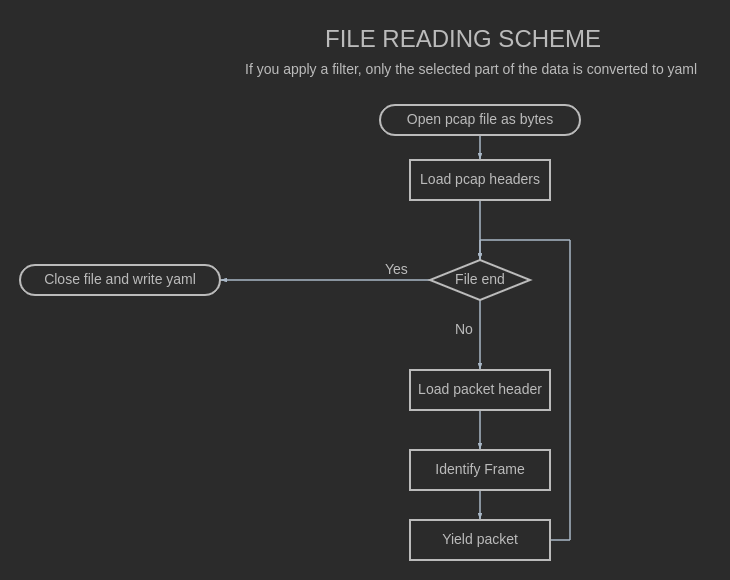 FILE READING SCHEME
If you apply a filter, only the selected part of the data is converted to yaml
Open pcap file as bytes
Load pcap headers
File end
Yes
Close file and write yaml
No
Load packet header
Identify Frame
Yield packet